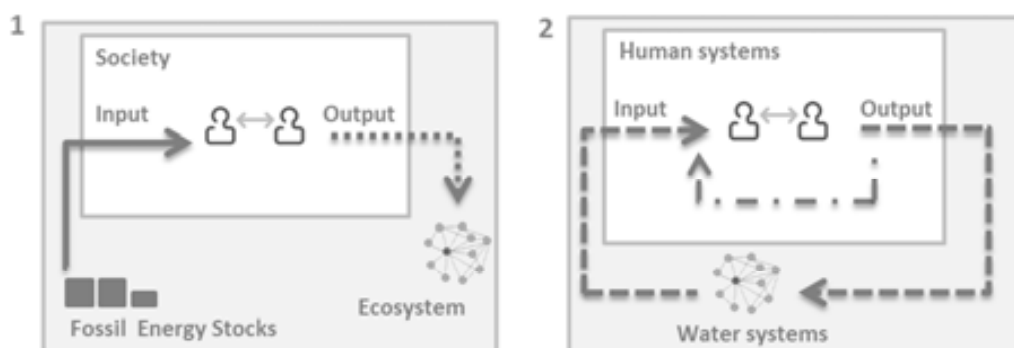 1
Society
Input
Output
Ecosystem
Fossil Energy Stocks
2
Human systems
Input
Output
Water systems